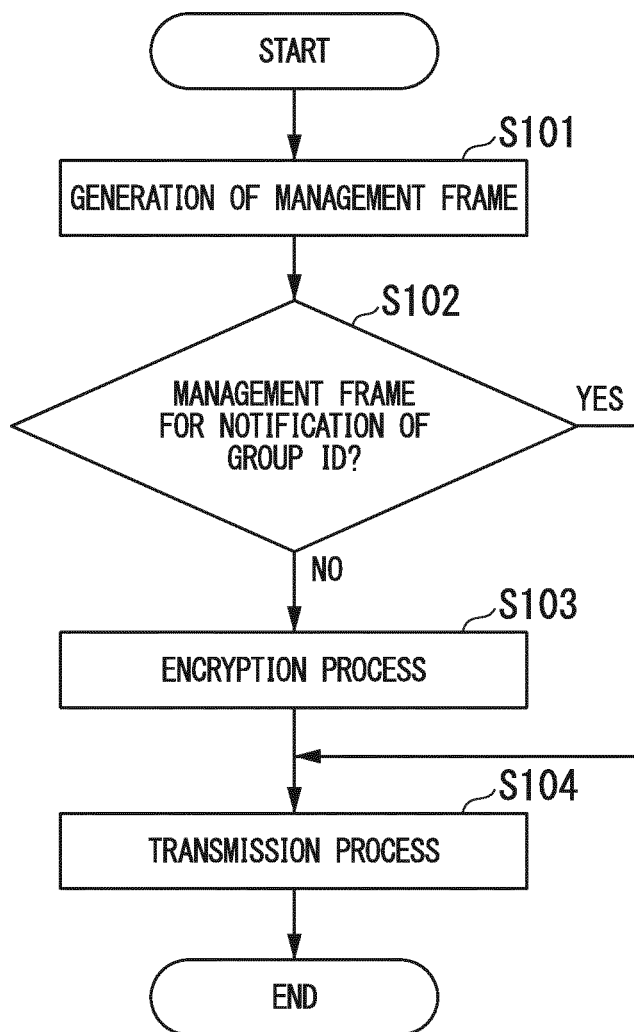 START
S101
GENERATION OF MANAGEMENT FRAME
S102
MANAGEMENT FRAME
FOR NOTIFICATION OF
GROUP ID?
YES
NO
S103
ENCRYPTION PROCESS
S104
TRANSMISSION PROCESS
END